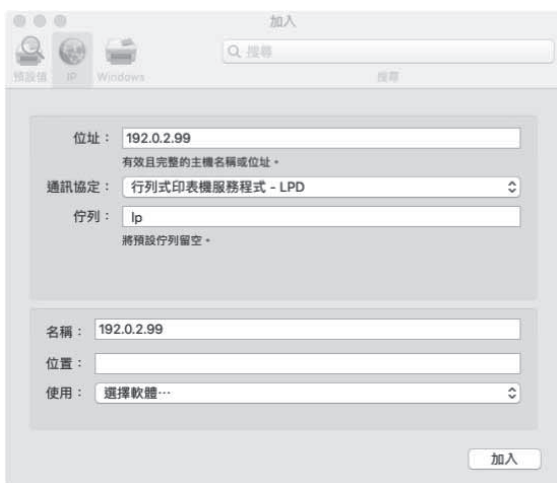 加入
搜尋
預設值 IP Windows 搜尋
位址： 192.0.2.99
有效且完整的主機名稱或位址。
通訊協定： 行列式印表機服務程式 - LPD
佇列： lp
將預設佇列留空。
名稱： 192.0.2.99
位置：
使用： 選擇軟體⋯
加入